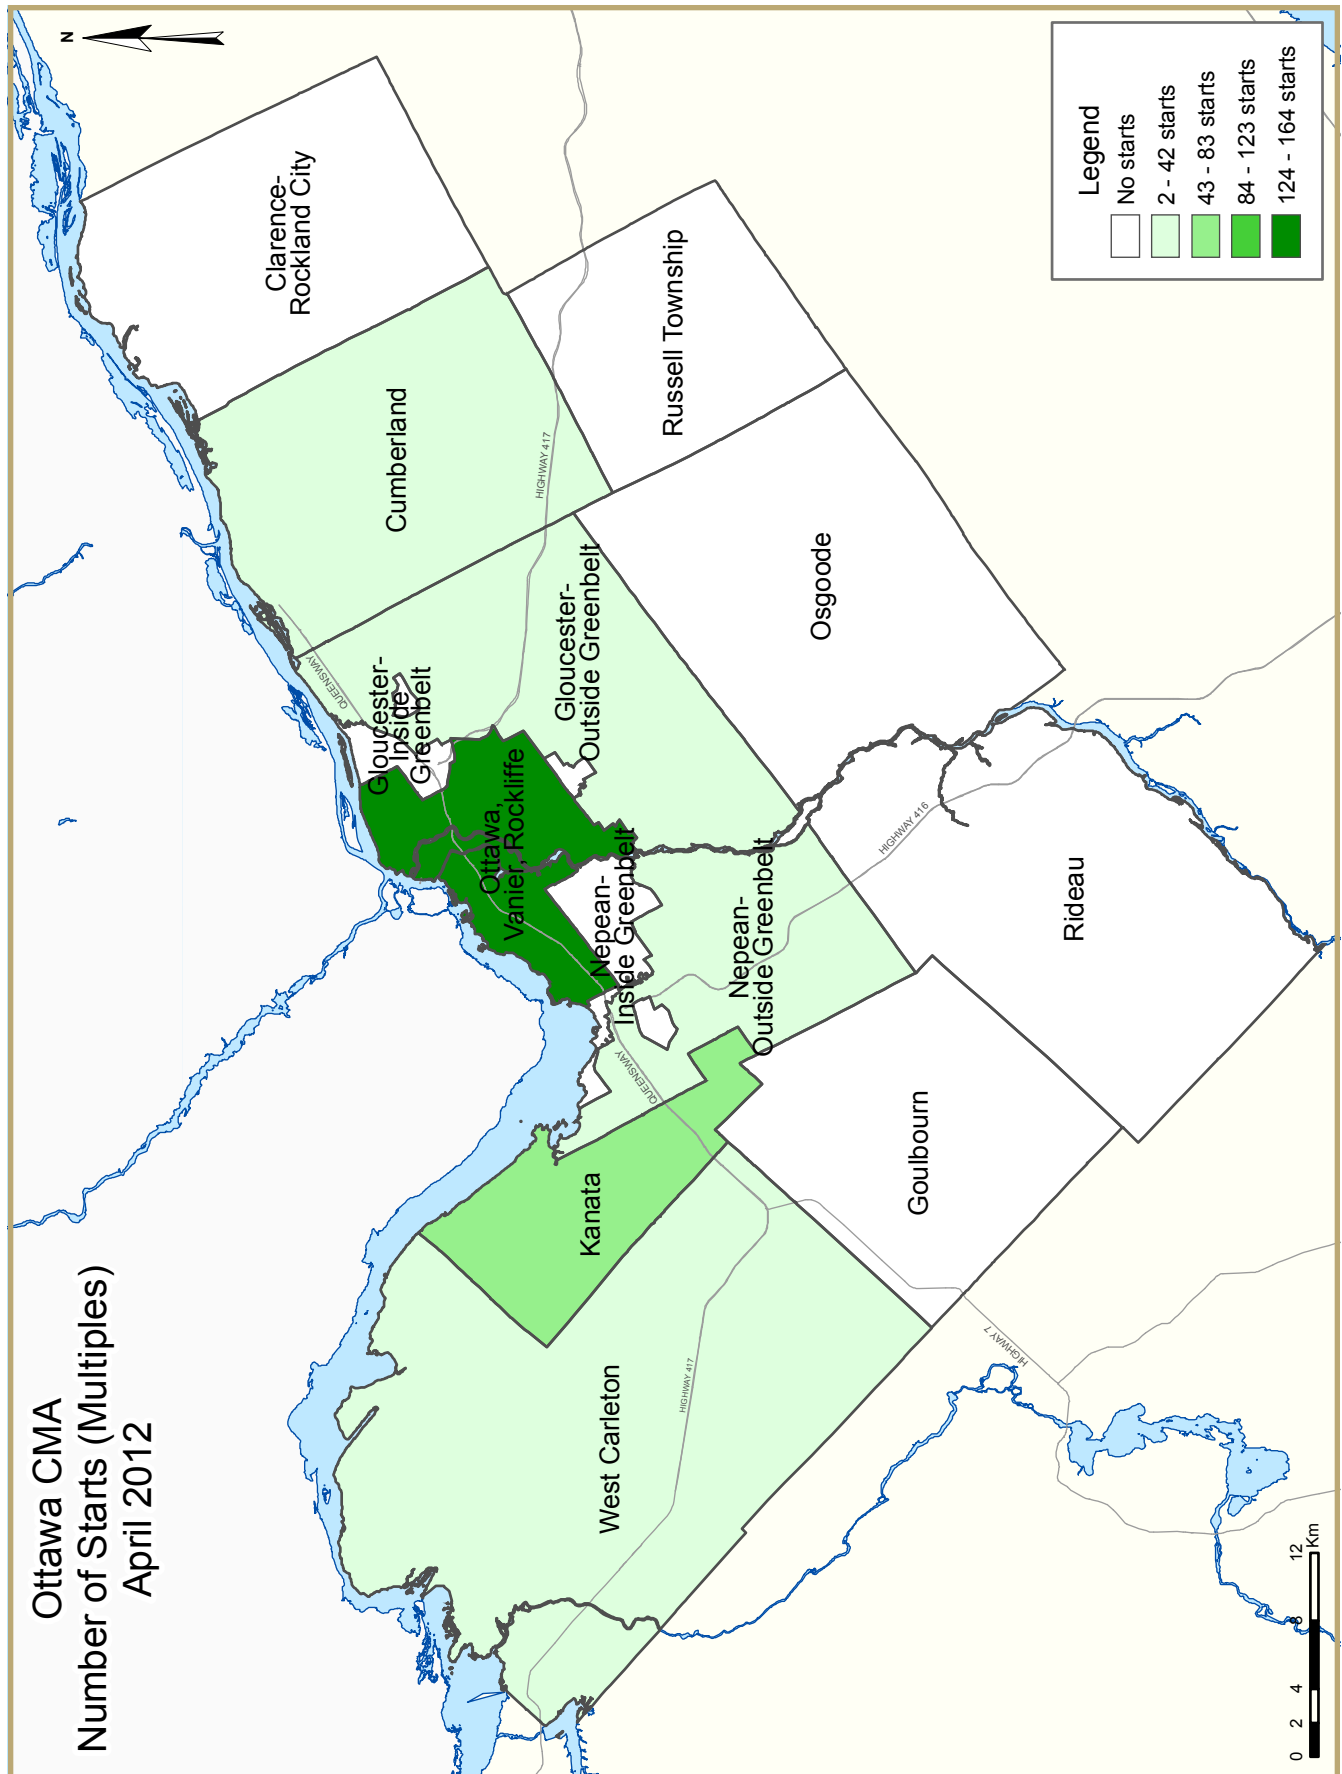 Ottawa CMA
Number of Starts (Multiples)
April 2012
N
Clarence-
Rockland City
Cumberland
Russell Township
HIGHWAY 417
QUEENSWAY
Gloucester-
Inside
Greenbelt
Gloucester-
Outside Greenbelt
Osgoode
Ottawa,
Vanier, Rockliffe
Nepean-
Inside Greenbelt
Nepean-
Outside Greenbelt
HIGHWAY 416
Rideau
QUEENSWAY
Kanata
Goulbourn
West Carleton
HIGHWAY 417
HIGHWAY 7
Legend
No starts
2 - 42 starts
43 - 83 starts
84 - 123 starts
124 - 164 starts
0 2 4 8 12
Km